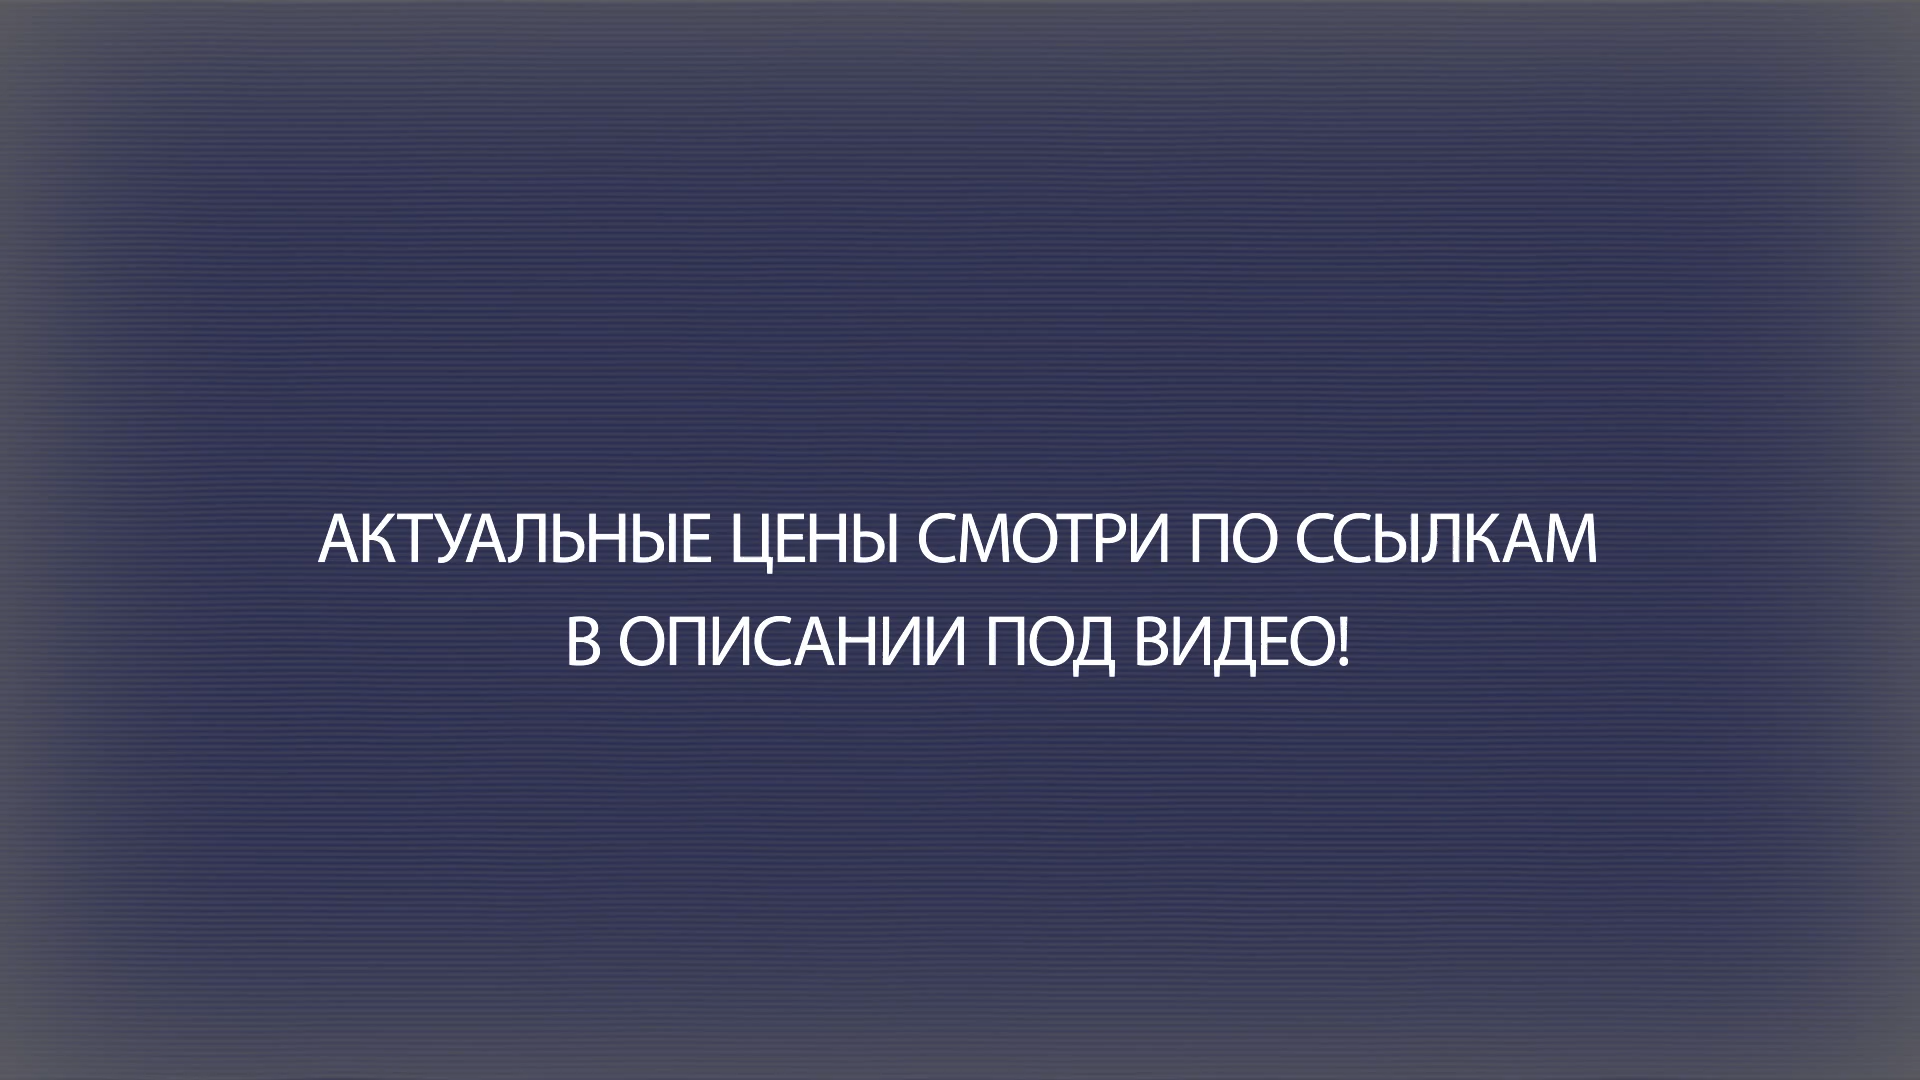 АКТУАЛЬНЫЕ ЦЕНЫ СМОТРИ ПО ССЫЛКАМ
В ОПИСАНИИ ПОД ВИДЕО!